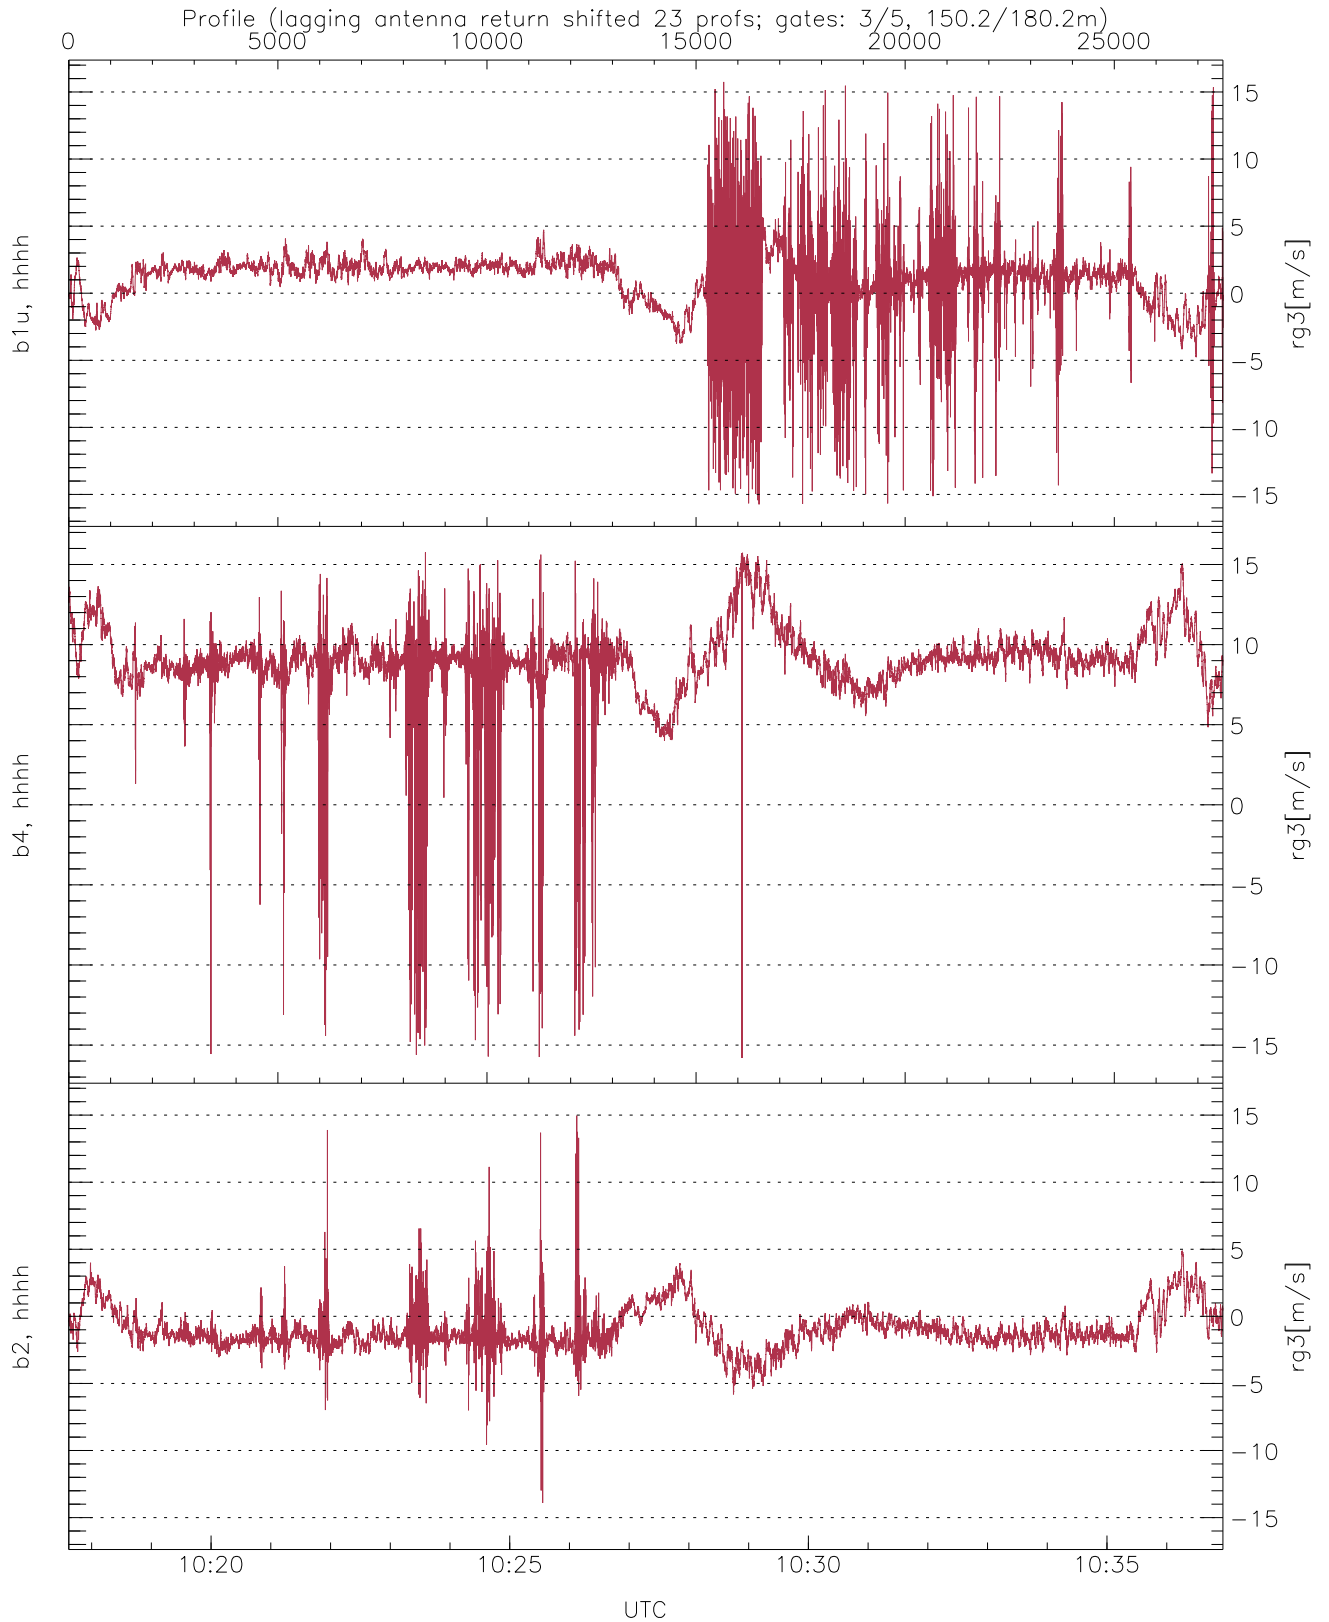 Profile (lagging antenna return shifted 23 profs; gates: 3/5, 150.2/180.2m)
0 5000 10000 15000 20000 25000
b1u, hhhh
15
10
5
0
−5
−10
−15
rg3[m/s]
b4, hhhh
15
10
5
0
−5
−10
−15
rg3[m/s]
b2, hhhh
15
10
5
0
−5
−10
−15
rg3[m/s]
10:20 10:25 10:30 10:35
UTC